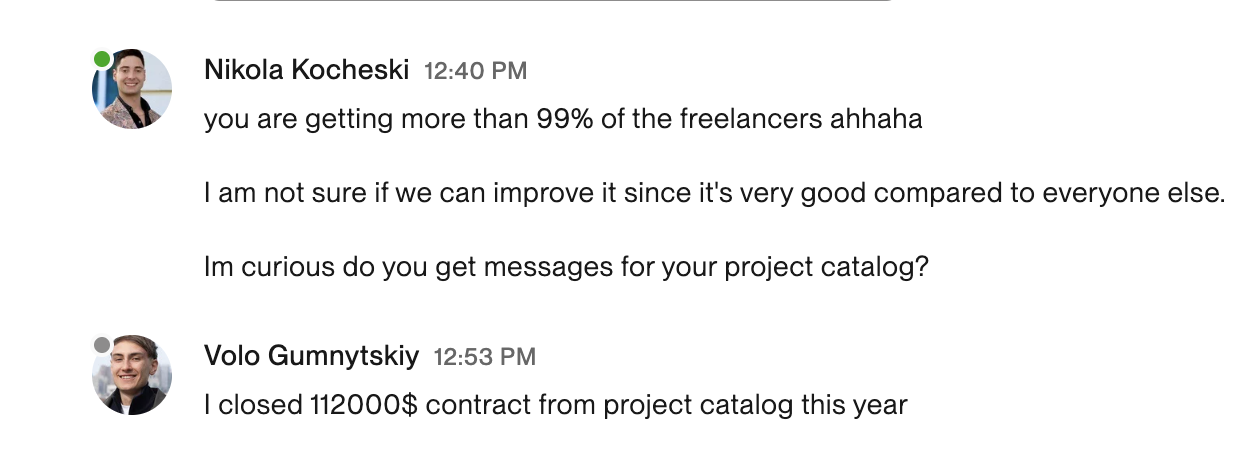 Nikola Kocheski 12:40 PM
you are getting more than 99% of the freelancers ahhaha
I am not sure if we can improve it since it's very good compared to everyone else.
Im curious do you get messages for your project catalog?
Volo Gumnytskiy 12:53 PM
I closed 112000$ contract from project catalog this year